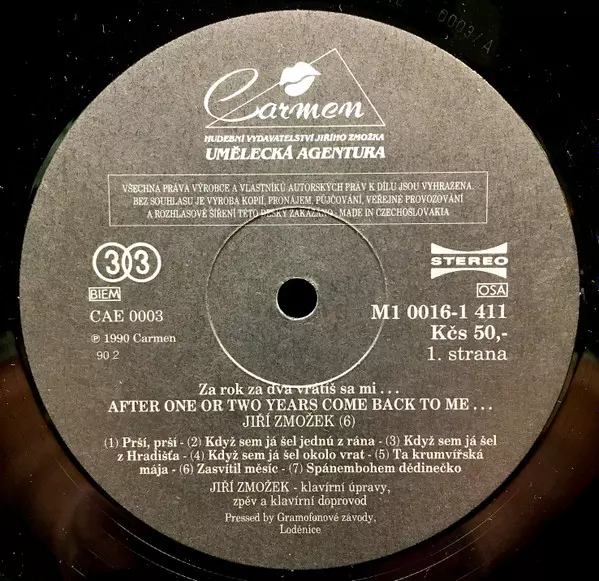 0003/A
Carmen
HUDEBNÍ VYDAVATELSTVÍ JIŘÍHO ZMOŽKA
UMĚLECKÁ AGENTURA
VŠECHNA PRÁVA VÝROBCE A VLASTNÍKŮ AUTORSKÝCH PRÁV K DÍLU JSOU VYHRAZENA.
BEZ SOUHLASU JE VÝROBA KOPIÍ, PRONÁJEM, PŮJČOVÁNÍ, VEŘEJNÉ PROVOZOVÁNÍ
A ROZHLASOVÉ ŠÍŘENÍ TÉTO DESKY ZAKÁZÁNO. MADE IN CZECHOSLOVAKIA
33
STEREO
BIEM
OSA
CAE 0003
M1 0016-1 411
Ⓟ 1990 Carmen
Kčs 50,-
90 2
1. strana
Za rok za dva vrátíš sa mi . . .
AFTER ONE OR TWO YEARS COME BACK TO ME . . .
JIŘÍ ZMOŽEK (6)
(1) Prší, prší - (2) Když sem já šel jednú z rána - (3) Když sem já šel
z Hradišťa - (4) Když sem já šel okolo vrat - (5) Ta krumvířská
mája - (6) Zasvítil měsíc - (7) Spánembohem dědinečko
JIŘÍ ZMOŽEK - klavírní úpravy,
zpěv a klavírní doprovod
Pressed by Gramofonové závody,
Loděnice